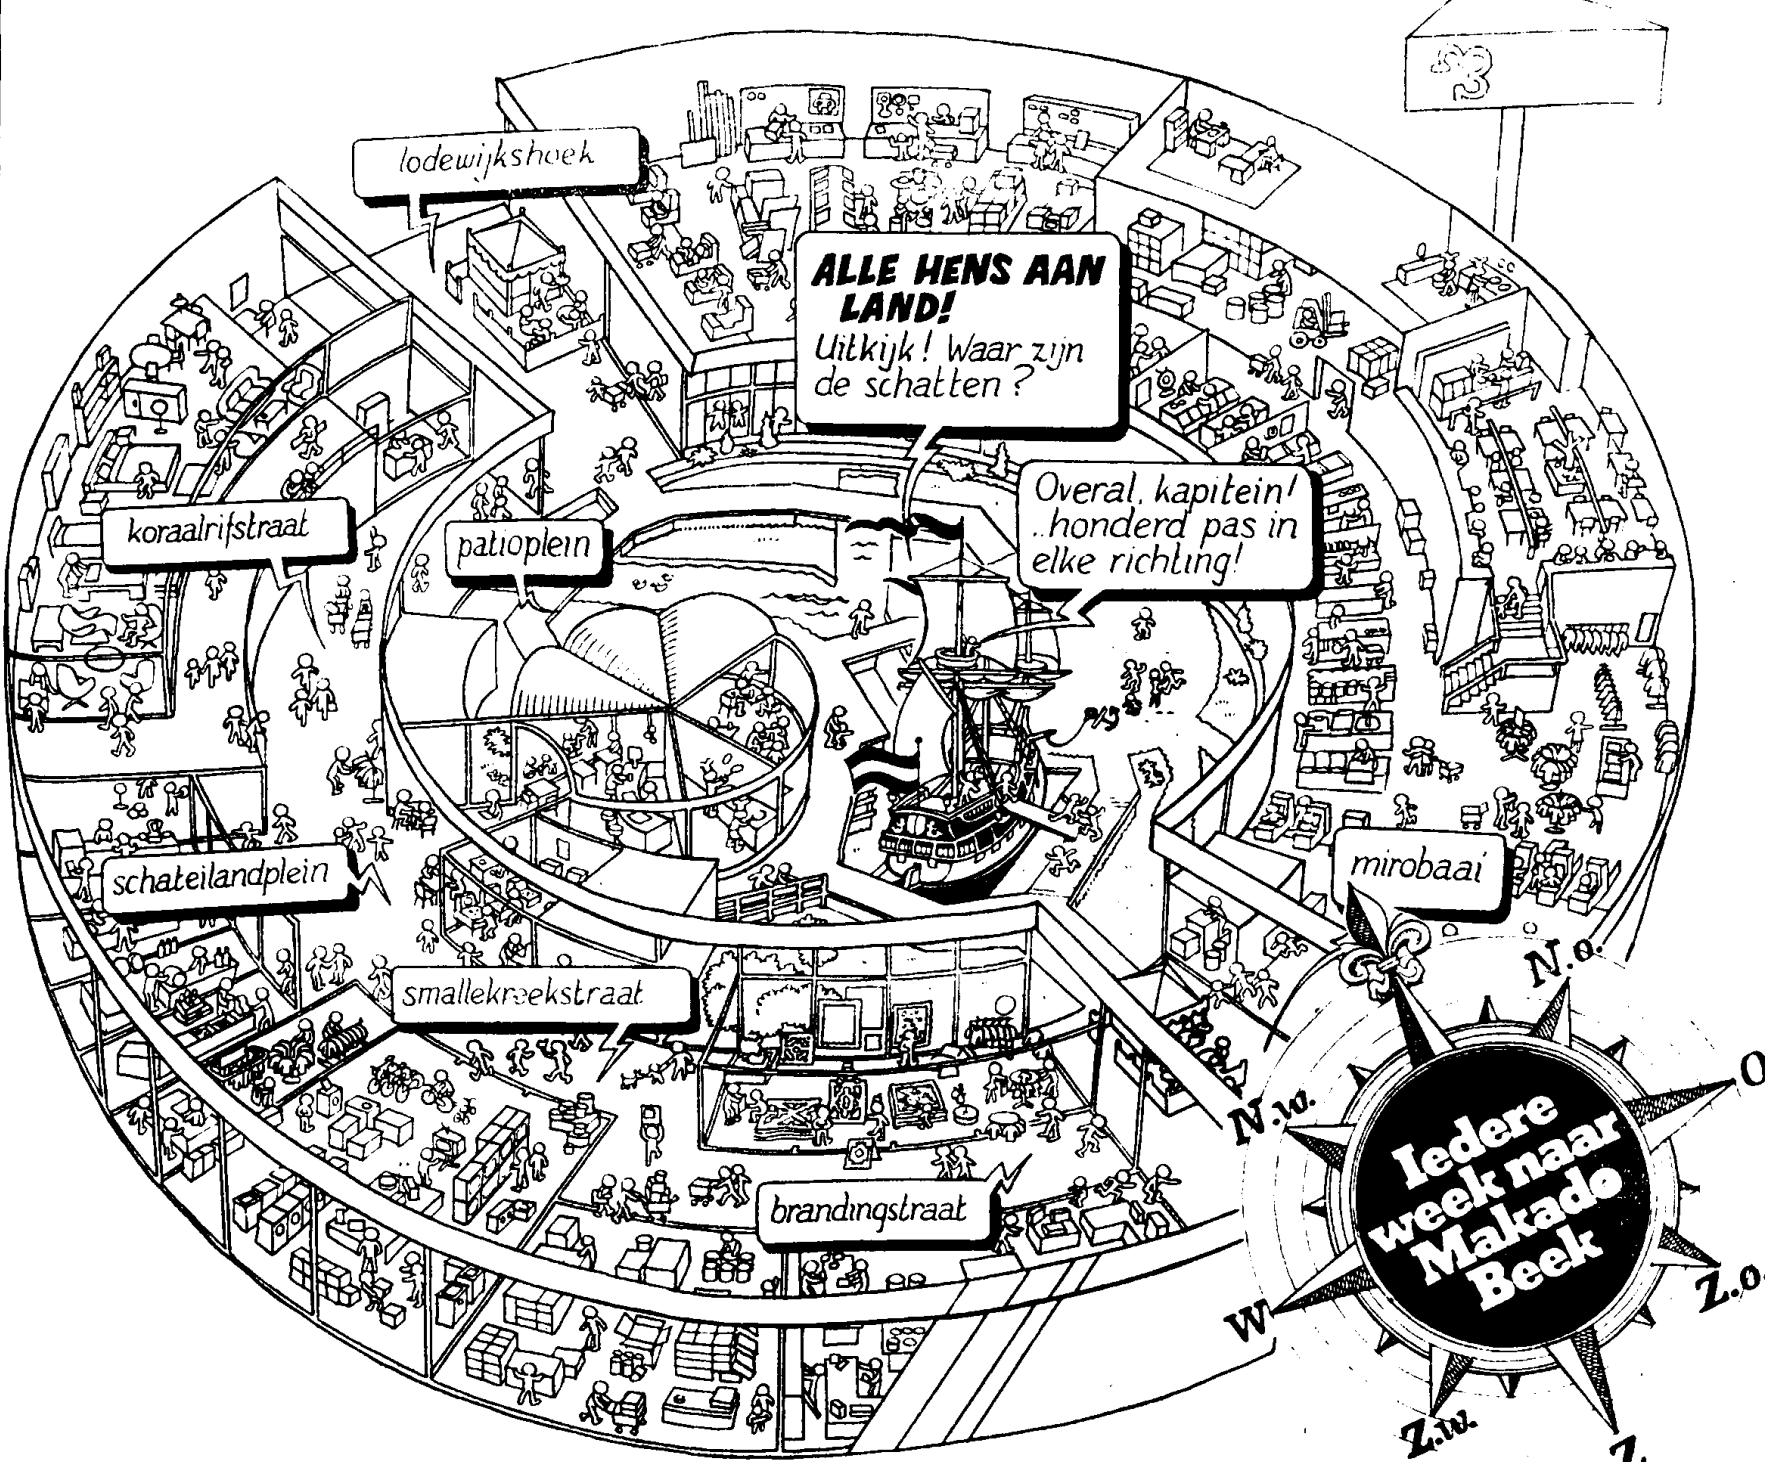 lodewijkshoek
ALLE HENS AAN
LAND!
Uitkijk! Waar zijn
de schatten?
Overal, kapitein!
..honderd pas in
elke richting!
koraalrifstraat
patioplein
schateilandplein
mirobaai
smallekreekstraat
brandingstraat
N.O.
O
N.W.
Iedere
week naar
Makado
Beek
Z.O.
W
Z.W.
Z.